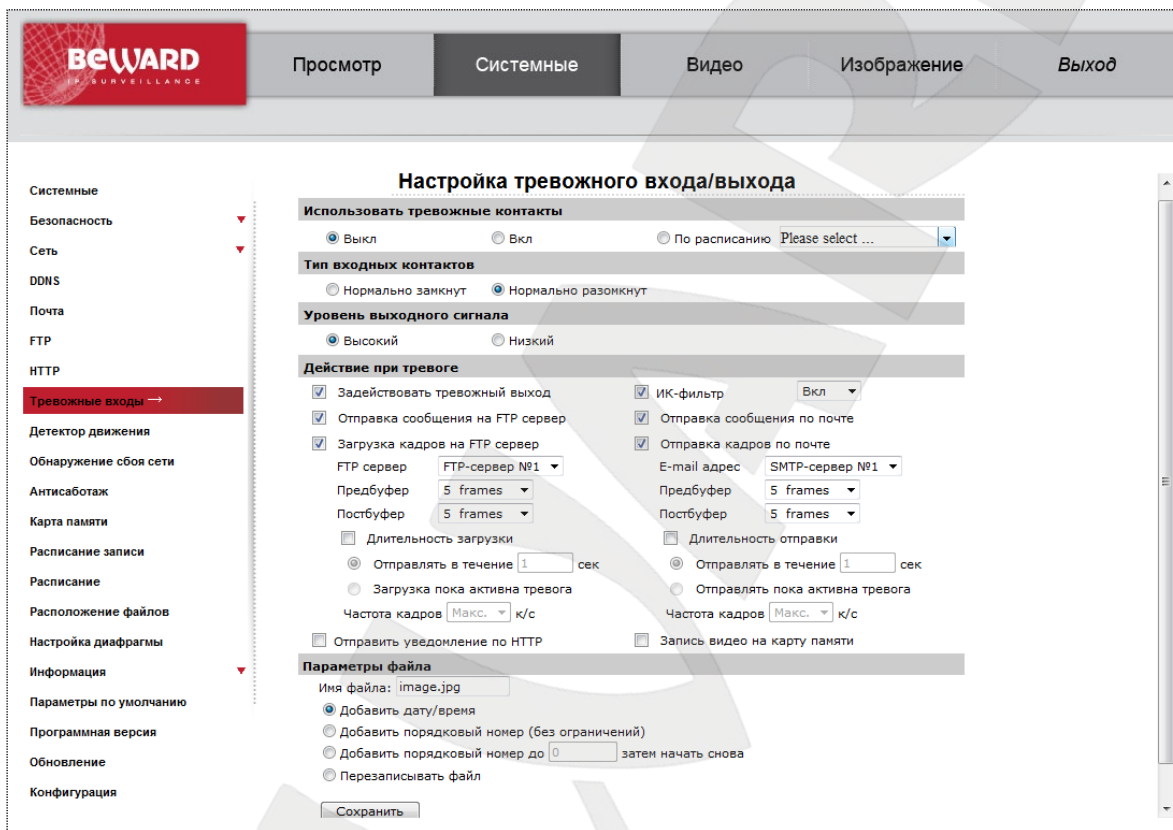 BEWARD
IP SURVEILLANCE
Просмотр
Системные
Видео
Изображение
Выход
Системные
Безопасность
Сеть
DDNS
Почта
FTP
HTTP
Тревожные входы →
Детектор движения
Обнаружение сбоя сети
Антисаботаж
Карта памяти
Расписание записи
Расписание
Расположение файлов
Настройка диафрагмы
Информация
Параметры по умолчанию
Программная версия
Обновление
Конфигурация
Настройка тревожного входа/выхода
Использовать тревожные контакты
Выкл Вкл По расписанию Please select ...
Тип входных контактов
Нормально замкнут Нормально разомкнут
Уровень выходного сигнала
Высокий Низкий
Действие при тревоге
Задействовать тревожный выход ИК-фильтр Вкл
Отправка сообщения на FTP сервер Отправка сообщения по почте
Загрузка кадров на FTP сервер Отправка кадров по почте
FTP сервер FTP-сервер №1 E-mail адрес SMTP-сервер №1
Предбуфер 5 frames Предбуфер 5 frames
Постбуфер 5 frames Постбуфер 5 frames
Длительность загрузки Длительность отправки
Отправлять в течение 1 сек Отправлять в течение 1 сек
Загрузка пока активна тревога Отправлять пока активна тревога
Частота кадров Макс. к/с Частота кадров Макс. к/с
Отправить уведомление по HTTP Запись видео на карту памяти
Параметры файла
Имя файла: image.jpg
Добавить дату/время
Добавить порядковый номер (без ограничений)
Добавить порядковый номер до 0 затем начать снова
Перезаписывать файл
Сохранить